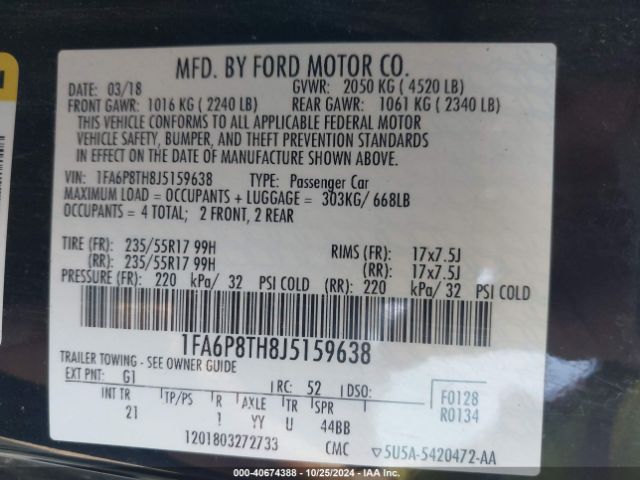 MFD. BY FORD MOTOR CO.
DATE: 03/18 GVWR: 2050 KG ( 4520 LB)
FRONT GAWR: 1016 KG ( 2240 LB) REAR GAWR: 1061 KG ( 2340 LB)
THIS VEHICLE CONFORMS TO ALL APPLICABLE FEDERAL MOTOR
VEHICLE SAFETY, BUMPER, AND THEFT PREVENTION STANDARDS
IN EFFECT ON THE DATE OF MANUFACTURE SHOWN ABOVE.
VIN: 1FA6P8TH8J5159638 TYPE: Passenger Car
MAXIMUM LOAD = OCCUPANTS + LUGGAGE = 303KG/ 668LB
OCCUPANTS = 4 TOTAL; 2 FRONT, 2 REAR
TIRE (FR): 235/55R17 99H RIMS (FR): 17x7.5J
(RR): 235/55R17 99H (RR): 17x7.5J
PRESSURE (FR): 220 kPa/ 32 PSI COLD (RR): 220 kPa/ 32 PSI COLD
1FA6P8TH8J5159638
TRAILER TOWING - SEE OWNER GUIDE
EXT PNT: G1 RC: 52 DSO: F0128
R0134
INT TR TP/PS R AXLE TR SPR
21 ! YY U 44BB
1201803272733 CMC 5U5A-5420472-AA
000-40674388 - 10/25/2024 -